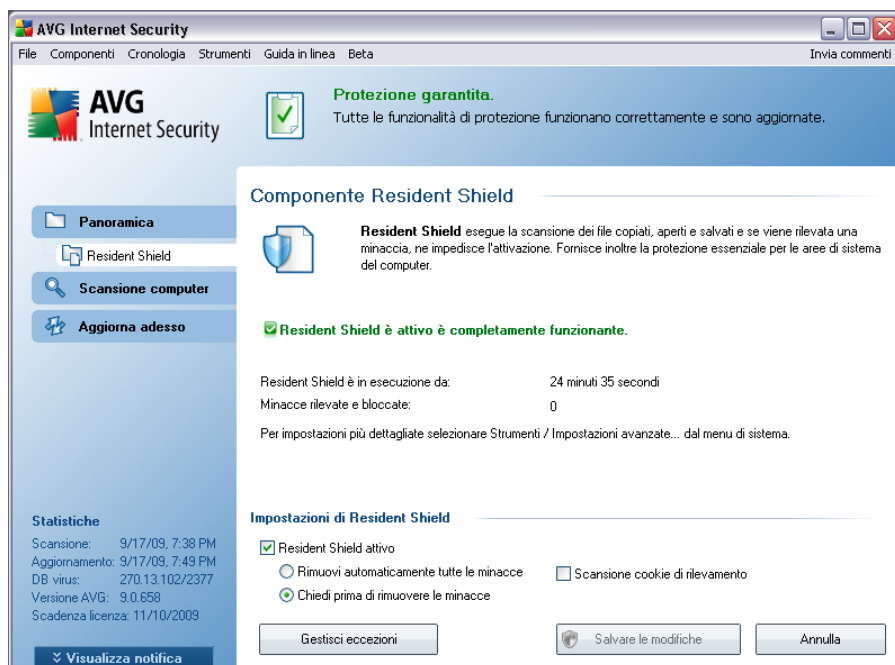 AVG Internet Security
File Componenti Cronologia Strumenti Guida in linea Beta Invia commenti
AVG
Internet Security
Protezione garantita.
Tutte le funzionalità di protezione funzionano correttamente e sono aggiornate.
Panoramica
Resident Shield
Scansione computer
Aggiorna adesso
Componente Resident Shield
Resident Shield esegue la scansione dei file copiati, aperti e salvati e se viene rilevata una
minaccia, ne impedisce l'attivazione. Fornisce inoltre la protezione essenziale per le aree di sistema
del computer.
Resident Shield è attivo è completamente funzionante.
Resident Shield è in esecuzione da: 24 minuti 35 secondi
Minacce rilevate e bloccate: 0
Per impostazioni più dettagliate selezionare Strumenti / Impostazioni avanzate... dal menu di sistema.
Impostazioni di Resident Shield
Resident Shield attivo
Rimuovi automaticamente tutte le minacce
Scansione cookie di rilevamento
Chiedi prima di rimuovere le minacce
Gestisci eccezioni
Salvare le modifiche
Annulla
Statistiche
Scansione: 9/17/09, 7:38 PM
Aggiornamento: 9/17/09, 7:49 PM
DB virus: 270.13.102/2377
Versione AVG: 9.0.658
Scadenza licenza: 11/10/2009
Visualizza notifica